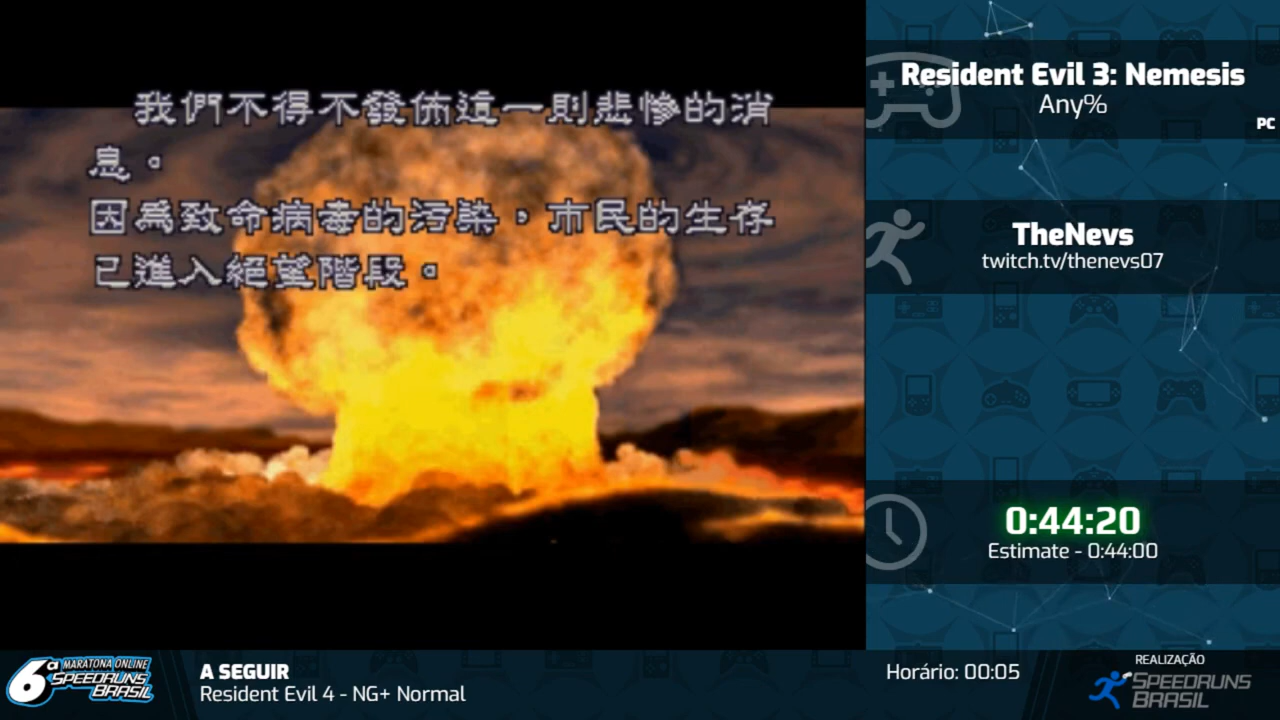 我們不得不發佈這一則悲慘的消
息。
因為致命病毒的污染，市民的生存
已進入絕望階段。
Resident Evil 3: Nemesis
Any%
PC
TheNevs
twitch.tv/thenevs07
0:44:20
Estimate - 0:44:00
6ª MARATONA ONLINE
SPEEDRUNS
BRASIL
A SEGUIR
Resident Evil 4 - NG+ Normal
Horário: 00:05
REALIZAÇÃO
SPEEDRUNS
BRASIL